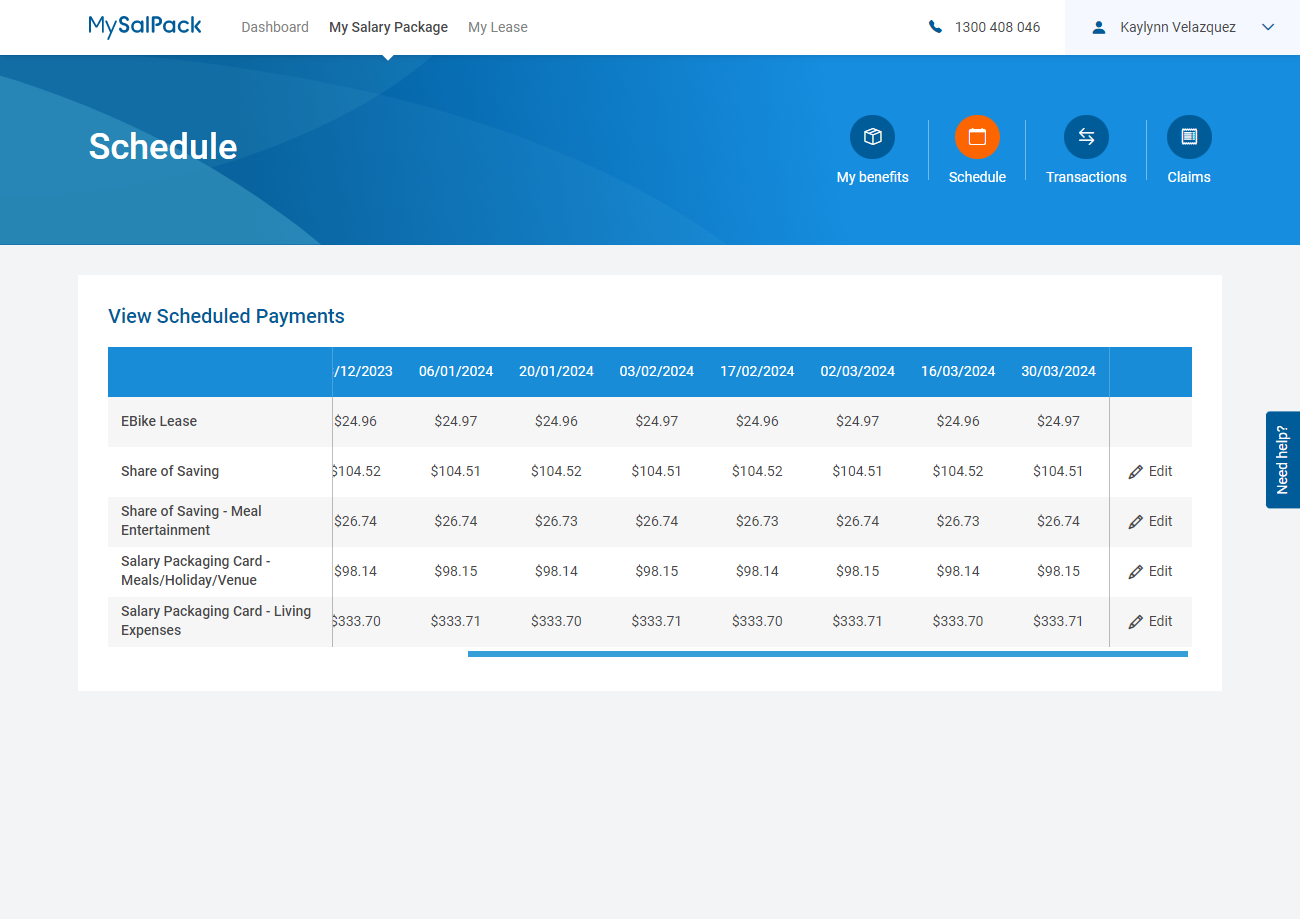 MySalPack Dashboard My Salary Package My Lease 1300 408 046 Kaylynn Velazquez
Schedule
My benefits Schedule Transactions Claims
View Scheduled Payments
/12/2023 06/01/2024 20/01/2024 03/02/2024 17/02/2024 02/03/2024 16/03/2024 30/03/2024
EBike Lease $24.96 $24.97 $24.96 $24.97 $24.96 $24.97 $24.96 $24.97
Share of Saving $104.52 $104.51 $104.52 $104.51 $104.52 $104.51 $104.52 $104.51 Edit
Share of Saving - Meal
Entertainment $26.74 $26.74 $26.73 $26.74 $26.73 $26.74 $26.73 $26.74 Edit
Salary Packaging Card -
Meals/Holiday/Venue $98.14 $98.15 $98.14 $98.15 $98.14 $98.15 $98.14 $98.15 Edit
Salary Packaging Card - Living
Expenses $333.70 $333.71 $333.70 $333.71 $333.70 $333.71 $333.70 $333.71 Edit
Need help?